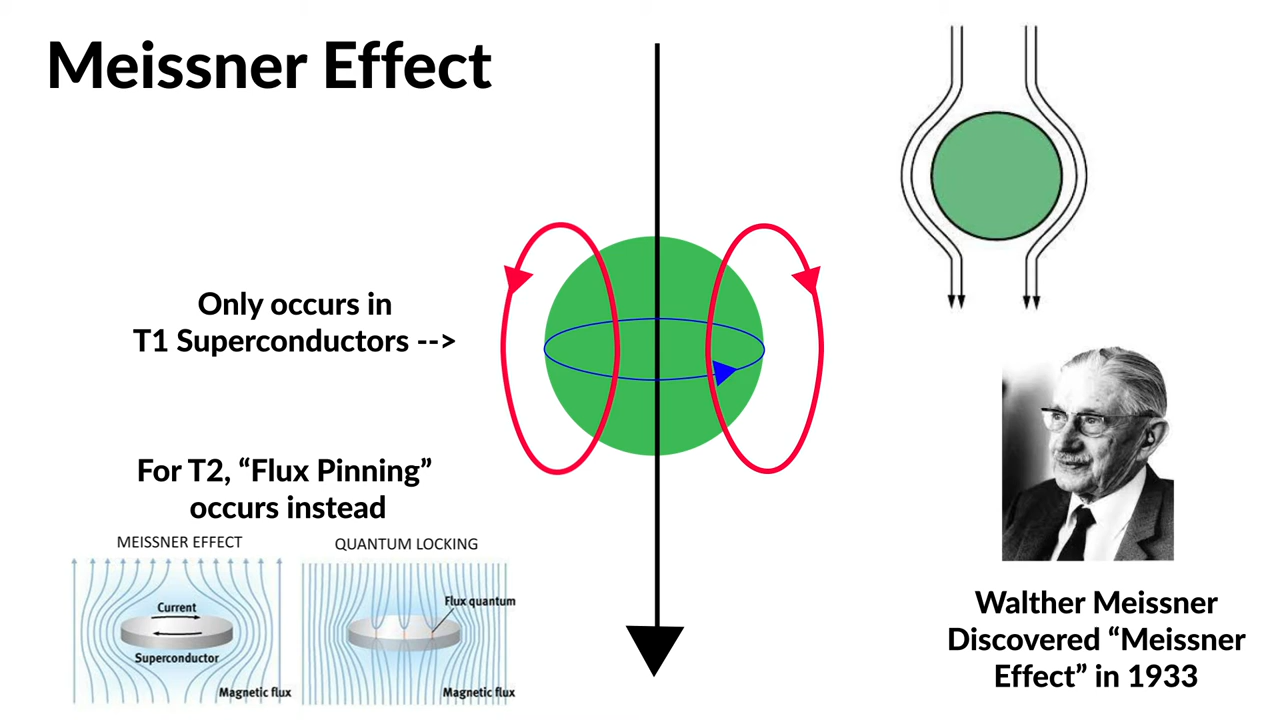 Meissner Effect
Only occurs in
T1 Superconductors -->
For T2, “Flux Pinning”
occurs instead
MEISSNER EFFECT
Current
Superconductor
Magnetic flux
QUANTUM LOCKING
Flux quantum
Magnetic flux
Walther Meissner
Discovered “Meissner
Effect” in 1933